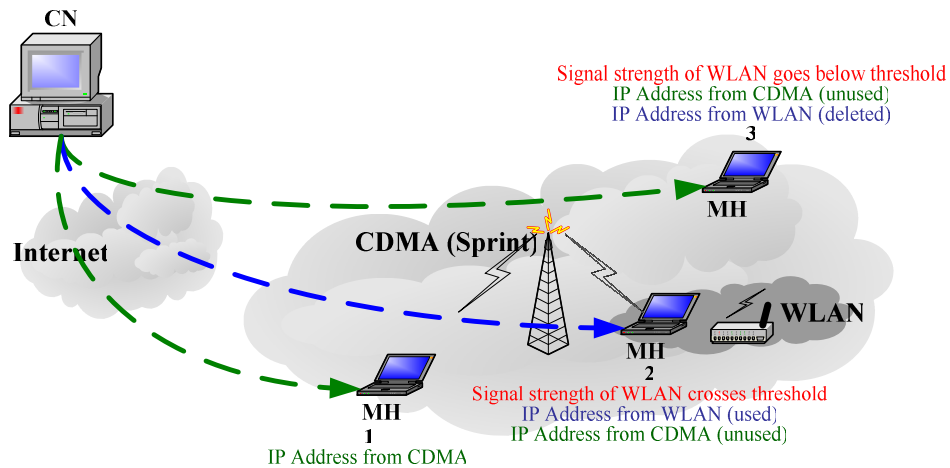 CN
Signal strength of WLAN goes below threshold
IP Address from CDMA (unused)
IP Address from WLAN (deleted)
3
MH
Internet
CDMA (Sprint)
WLAN
MH
2
Signal strength of WLAN crosses threshold
IP Address from WLAN (used)
IP Address from CDMA (unused)
MH
1
IP Address from CDMA